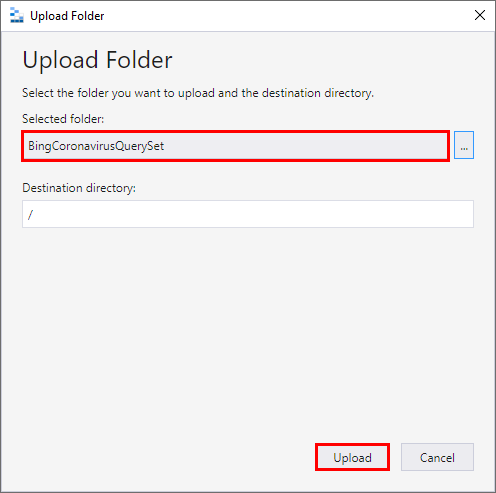 Upload Folder
Upload Folder
Select the folder you want to upload and the destination directory.
Selected folder:
BingCoronavirusQuerySet
...
Destination directory:
/
Upload Cancel